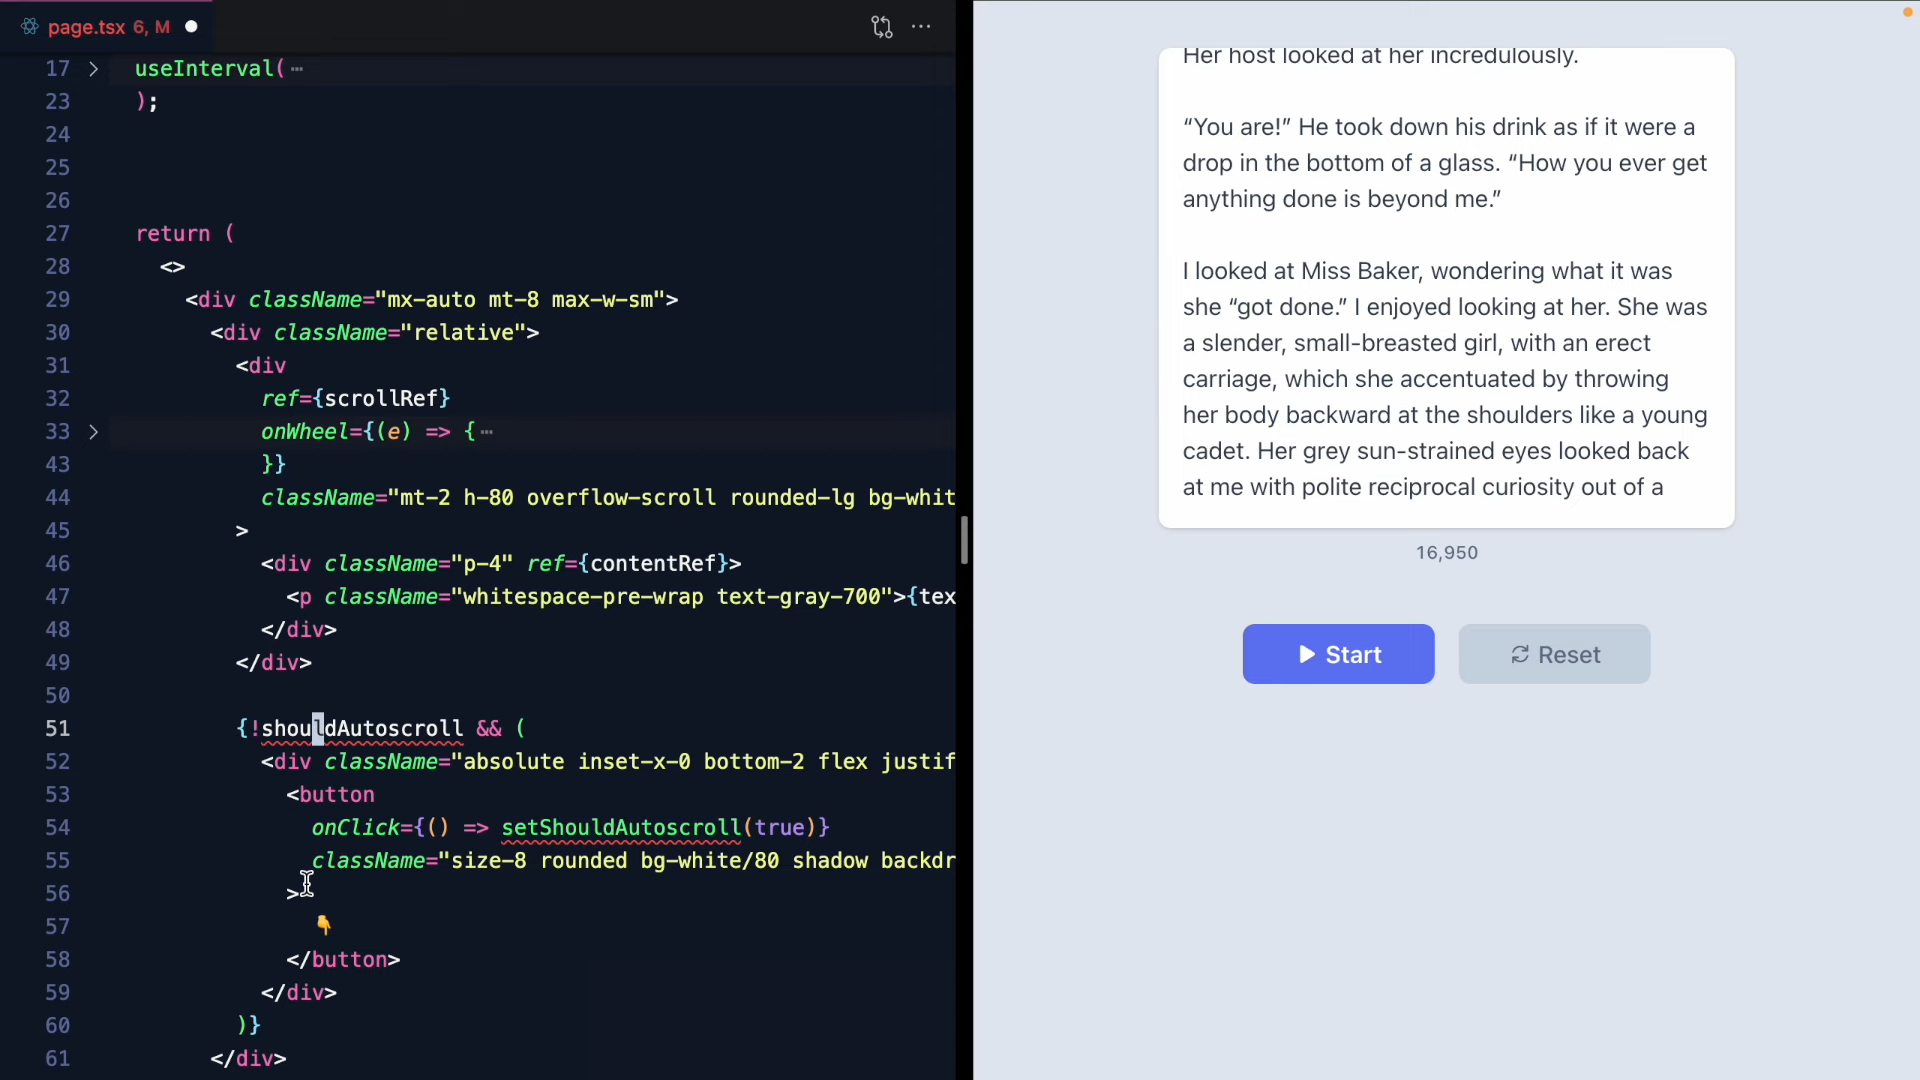 page.tsx 6, M
17 useInterval(
23 );
24
25
26
27 return (
28 <>
29 <div className="mx-auto mt-8 max-w-sm">
30 <div className="relative">
31 <div
32 ref={scrollRef}
33 onWheel={(e) => {
43 }}
44 className="mt-2 h-80 overflow-scroll rounded-lg bg-whit
45 >
46 <div className="p-4" ref={contentRef}>
47 <p className="whitespace-pre-wrap text-gray-700">{tex
48 </div>
49 </div>
50
51 {!shouldAutoscroll && (
52 <div className="absolute inset-x-0 bottom-2 flex justif
53 <button
54 onClick={() => setShouldAutoscroll(true)}
55 className="size-8 rounded bg-white/80 shadow backdr
56 >
57 👇
58 </button>
59 </div>
60 )}
61 </div>
Her host looked at her incredulously.
“You are!” He took down his drink as if it were a
drop in the bottom of a glass. “How you ever get
anything done is beyond me.”
I looked at Miss Baker, wondering what it was
she “got done.” I enjoyed looking at her. She was
a slender, small-breasted girl, with an erect
carriage, which she accentuated by throwing
her body backward at the shoulders like a young
cadet. Her grey sun-strained eyes looked back
at me with polite reciprocal curiosity out of a
16,950
Start
Reset